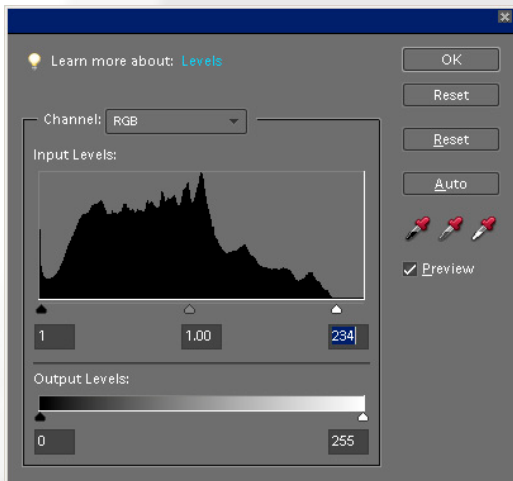 Learn more about: Levels
OK
Reset
Reset
Auto
Preview
Channel: RGB
Input Levels:
1 1.00 234
Output Levels:
0 255